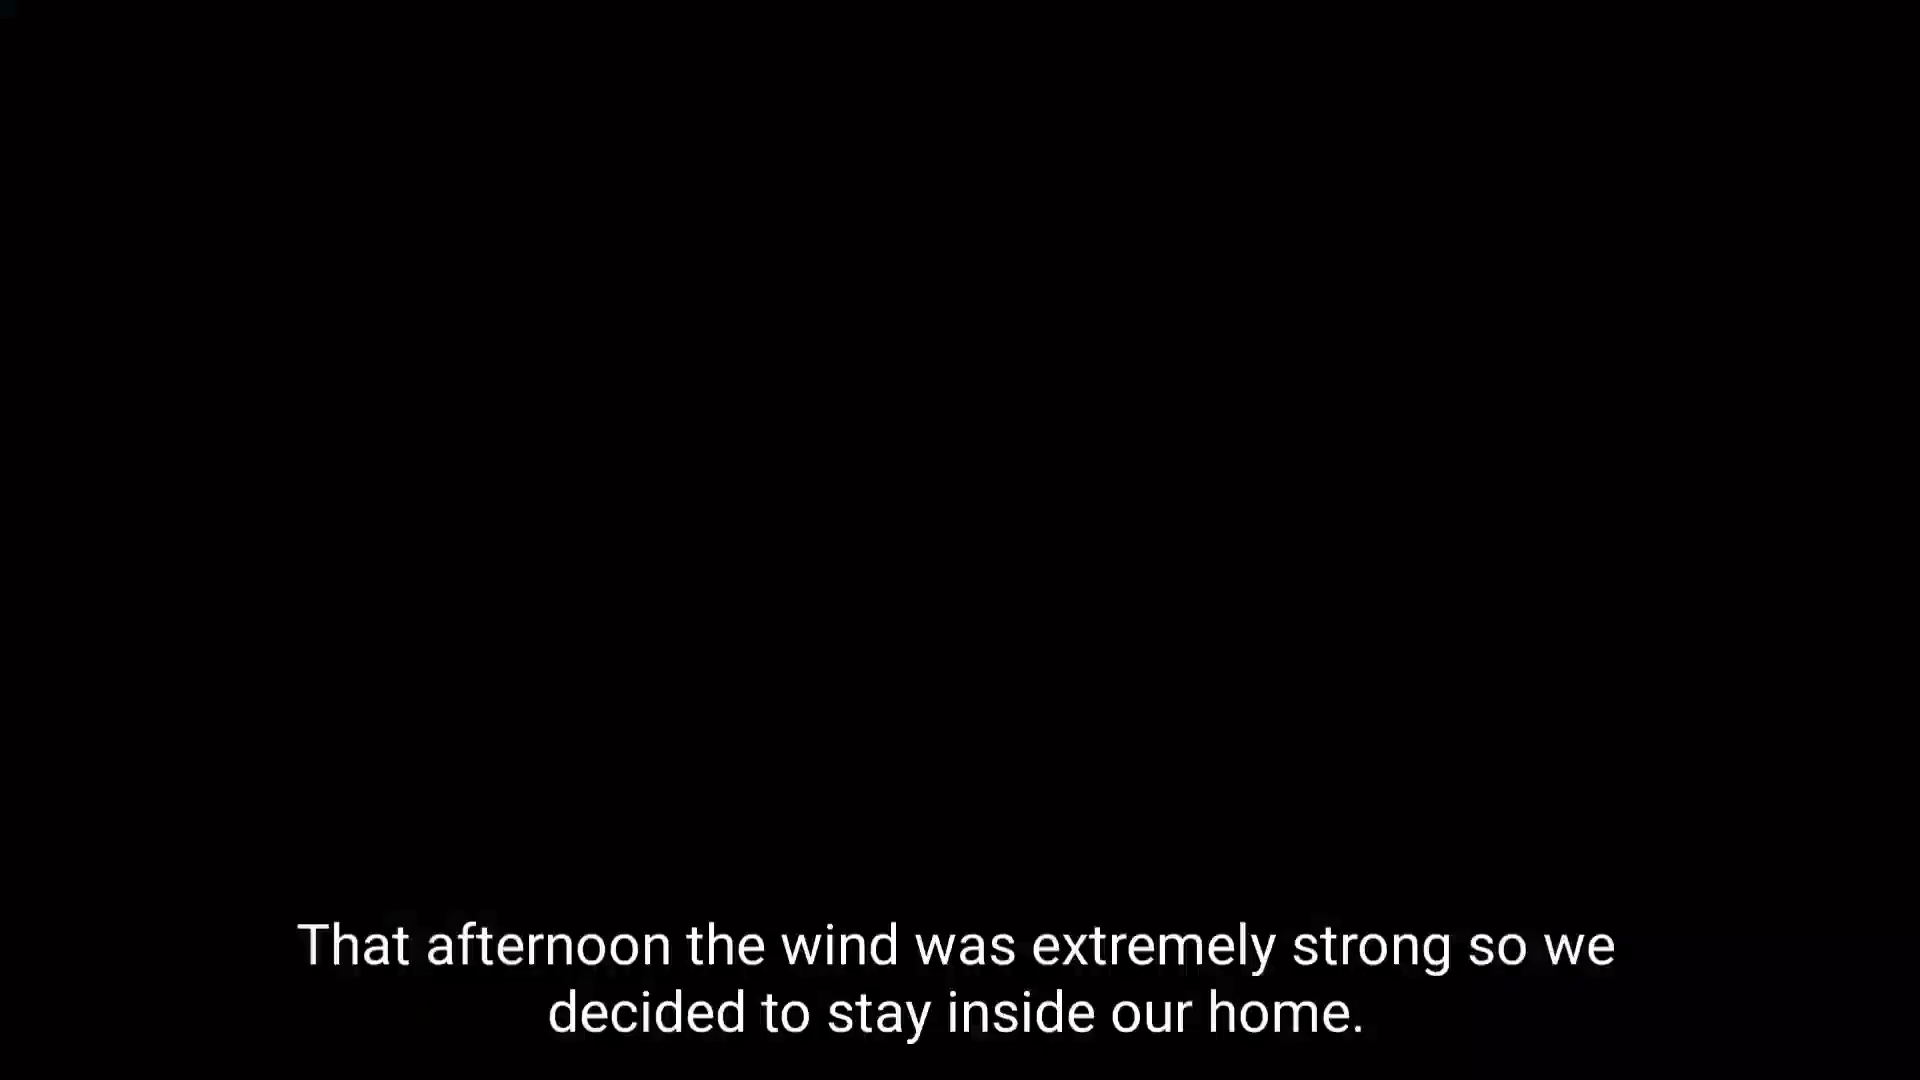 That afternoon the wind was extremely strong so we
decided to stay inside our home.